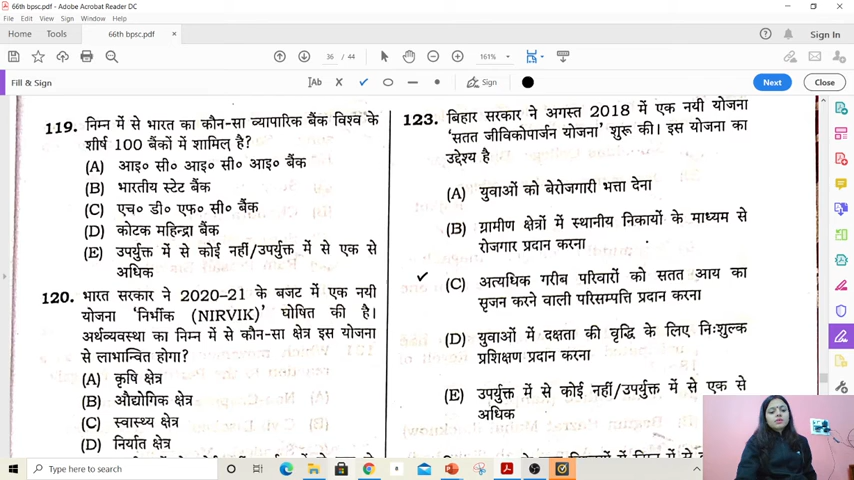 66th bpsc.pdf - Adobe Acrobat Reader DC
File Edit View Sign Window Help
Home Tools 66th bpsc.pdf × Sign In
36 / 44 161%
Fill & Sign Ab Sign Next Close
119. निम्न में से भारत का कौन-सा व्यापारिक बैंक विश्व के
शीर्ष 100 बैंकों में शामिल है?
(A) आइ० सी० आइ० सी० आइ० बैंक
(B) भारतीय स्टेट बैंक
(C) एच० डी० एफ० सी० बैंक
(D) कोटक महिन्द्रा बैंक
(E) उपर्युक्त में से कोई नहीं/उपर्युक्त में से एक से
अधिक
120. भारत सरकार ने 2020–21 के बजट में एक नयी
योजना ‘निर्भीक (NIRVIK)’ घोषित की है।
अर्थव्यवस्था का निम्न में से कौन-सा क्षेत्र इस योजना
से लाभान्वित होगा?
(A) कृषि क्षेत्र
(B) औद्योगिक क्षेत्र
(C) स्वास्थ्य क्षेत्र
(D) निर्यात क्षेत्र
123. बिहार सरकार ने अगस्त 2018 में एक नयी योजना
‘सतत जीविकोपार्जन योजना’ शुरू की। इस योजना का
उद्देश्य है
(A) युवाओं को बेरोजगारी भत्ता देना
(B) ग्रामीण क्षेत्रों में स्थानीय निकायों के माध्यम से
रोजगार प्रदान करना
(C) अत्यधिक गरीब परिवारों को सतत आय का
सृजन करने वाली परिसम्पत्ति प्रदान करना
(D) युवाओं में दक्षता की वृद्धि के लिए निःशुल्क
प्रशिक्षण प्रदान करना
(E) उपर्युक्त में से कोई नहीं/उपर्युक्त में से एक से
अधिक
Type here to search